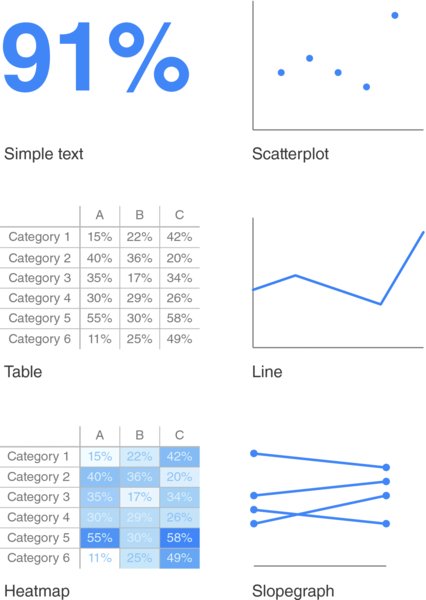 91%
Simple text
Scatterplot
A B C
Category 1 15% 22% 42%
Category 2 40% 36% 20%
Category 3 35% 17% 34%
Category 4 30% 29% 26%
Category 5 55% 30% 58%
Category 6 11% 25% 49%
Table
Line
A B C
Category 1 15% 22% 42%
Category 2 40% 36% 20%
Category 3 35% 17% 34%
Category 4 30% 29% 26%
Category 5 55% 30% 58%
Category 6 11% 25% 49%
Heatmap
Slopegraph